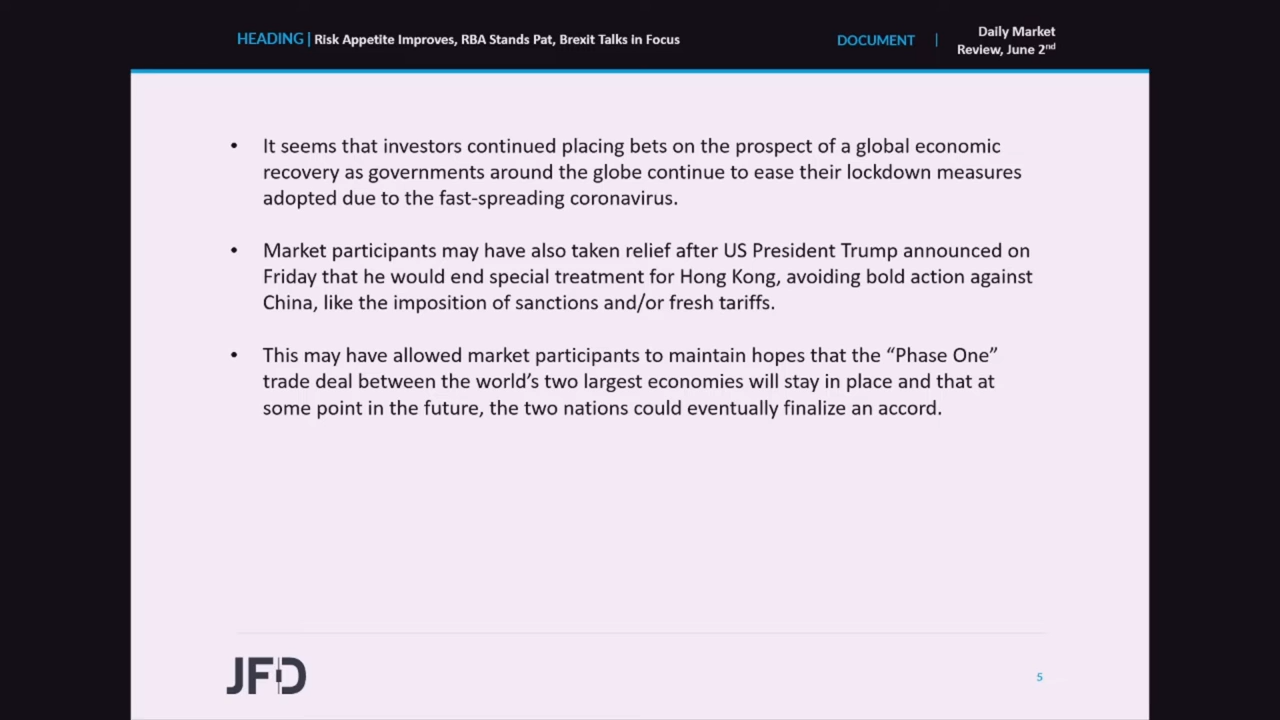 HEADING | Risk Appetite Improves, RBA Stands Pat, Brexit Talks in Focus
DOCUMENT | Daily Market
Review, June 2nd
• It seems that investors continued placing bets on the prospect of a global economic
recovery as governments around the globe continue to ease their lockdown measures
adopted due to the fast-spreading coronavirus.
• Market participants may have also taken relief after US President Trump announced on
Friday that he would end special treatment for Hong Kong, avoiding bold action against
China, like the imposition of sanctions and/or fresh tariffs.
• This may have allowed market participants to maintain hopes that the “Phase One”
trade deal between the world’s two largest economies will stay in place and that at
some point in the future, the two nations could eventually finalize an accord.
JFD
5